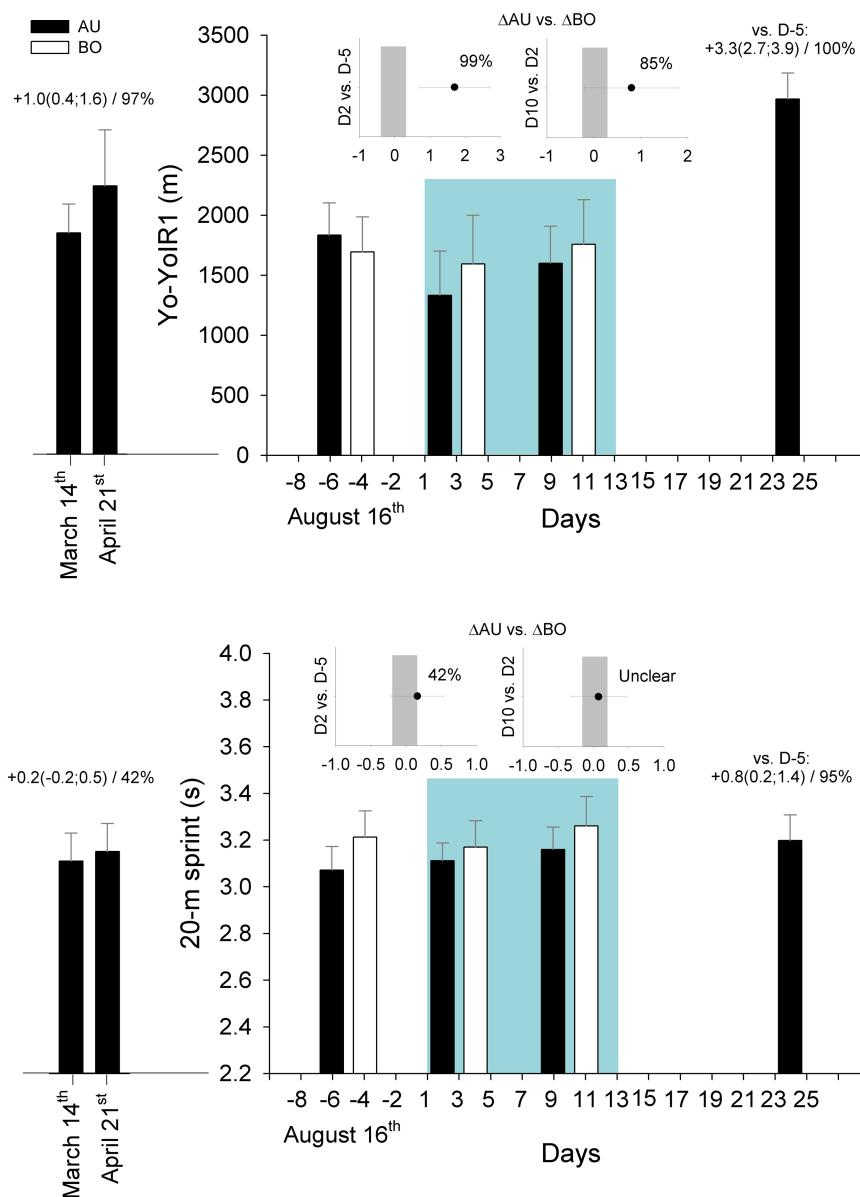 AU
BO
+1.0(0.4;1.6) / 97%
ΔAU vs. ΔBO
vs. D-5:
+3.3(2.7;3.9) / 100%
D2 vs. D-5
99%
-1 0 1 2 3
D10 vs. D2
85%
-1 0 1 2
Yo-YoIR1 (m)
3500
3000
2500
2000
1500
1000
500
0
-8 -6 -4 -2 1 3 5 7 9 11 13 15 17 19 21 23 25
August 16th
Days
March 14th
April 21st
ΔAU vs. ΔBO
+0.2(-0.2;0.5) / 42%
vs. D-5:
+0.8(0.2;1.4) / 95%
D2 vs. D-5
42%
-1.0 -0.5 0.0 0.5 1.0
D10 vs. D2
Unclear
-1.0 -0.5 0.0 0.5 1.0
20-m sprint (s)
4.0
3.8
3.6
3.4
3.2
3.0
2.8
2.6
2.4
2.2
-8 -6 -4 -2 1 3 5 7 9 11 13 15 17 19 21 23 25
August 16th
Days
March 14th
April 21st